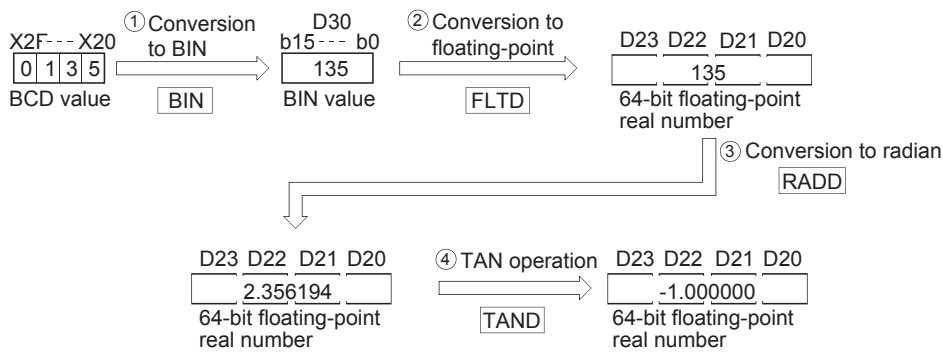 ① Conversion to BIN
X2F---X20
0 1 3 5
BCD value
BIN
D30
b15---b0
135
BIN value
② Conversion to floating-point
FLTD
D23 D22 D21 D20
135
64-bit floating-point
real number
③ Conversion to radian
RADD
D23 D22 D21 D20
2.356194
64-bit floating-point
real number
④ TAN operation
TAND
D23 D22 D21 D20
-1.000000
64-bit floating-point
real number